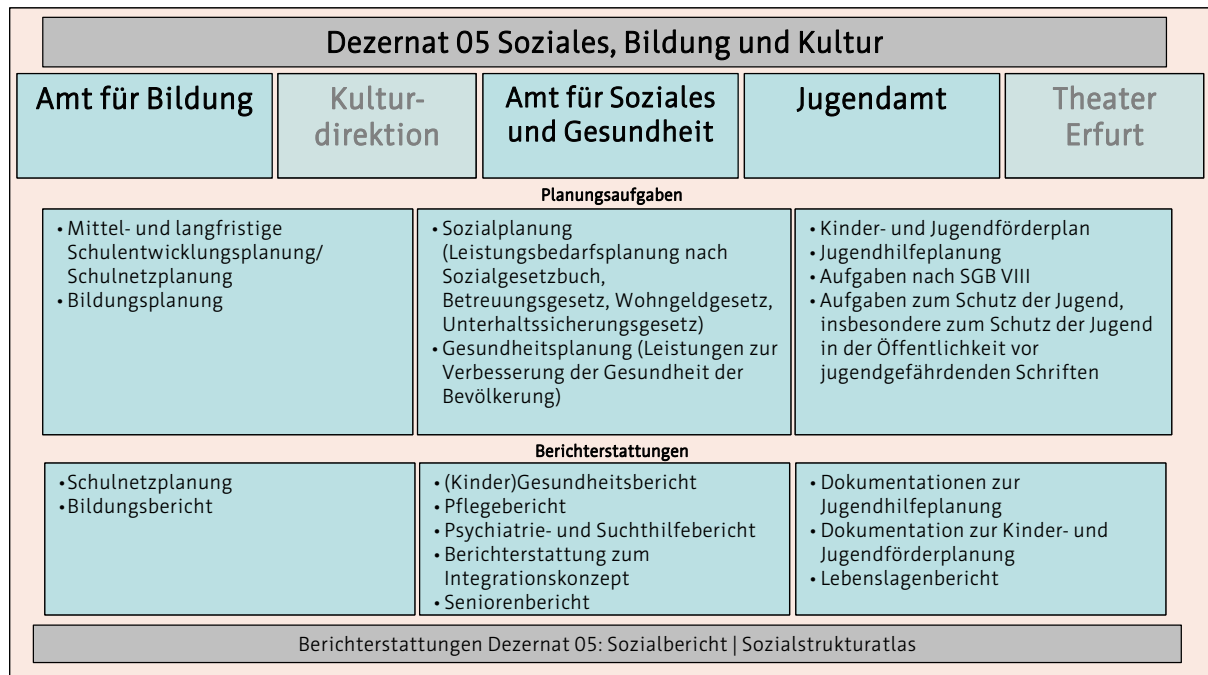 Dezernat 05 Soziales, Bildung und Kultur
Amt für Bildung
Kultur-
direktion
Amt für Soziales
und Gesundheit
Jugendamt
Theater
Erfurt
Planungsaufgaben
• Mittel- und langfristige
Schulentwicklungsplanung/
Schulnetzplanung
• Bildungsplanung
• Sozialplanung
(Leistungsbedarfsplanung nach
Sozialgesetzbuch,
Betreuungsgesetz, Wohngeldgesetz,
Unterhaltssicherungsgesetz)
• Gesundheitsplanung (Leistungen zur
Verbesserung der Gesundheit der
Bevölkerung)
• Kinder- und Jugendförderplan
• Jugendhilfeplanung
• Aufgaben nach SGB VIII
• Aufgaben zum Schutz der Jugend,
insbesondere zum Schutz der Jugend
in der Öffentlichkeit vor
jugendgefährdenden Schriften
Berichterstattungen
• Schulnetzplanung
• Bildungsbericht
• (Kinder)Gesundheitsbericht
• Pflegebericht
• Psychiatrie- und Suchthilfebericht
• Berichterstattung zum
Integrationskonzept
• Seniorenbericht
• Dokumentationen zur
Jugendhilfeplanung
• Dokumentation zur Kinder- und
Jugendförderplanung
• Lebenslagenbericht
Berichterstattungen Dezernat 05: Sozialbericht | Sozialstrukturatlas